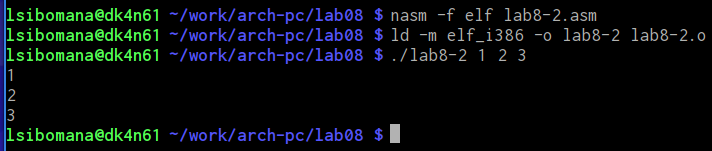 lsibomana@dk4n61 ~/work/arch-pc/lab08 $ nasm -f elf lab8-2.asm
lsibomana@dk4n61 ~/work/arch-pc/lab08 $ ld -m elf_i386 -o lab8-2 lab8-2.o
lsibomana@dk4n61 ~/work/arch-pc/lab08 $ ./lab8-2 1 2 3
1
2
3
lsibomana@dk4n61 ~/work/arch-pc/lab08 $